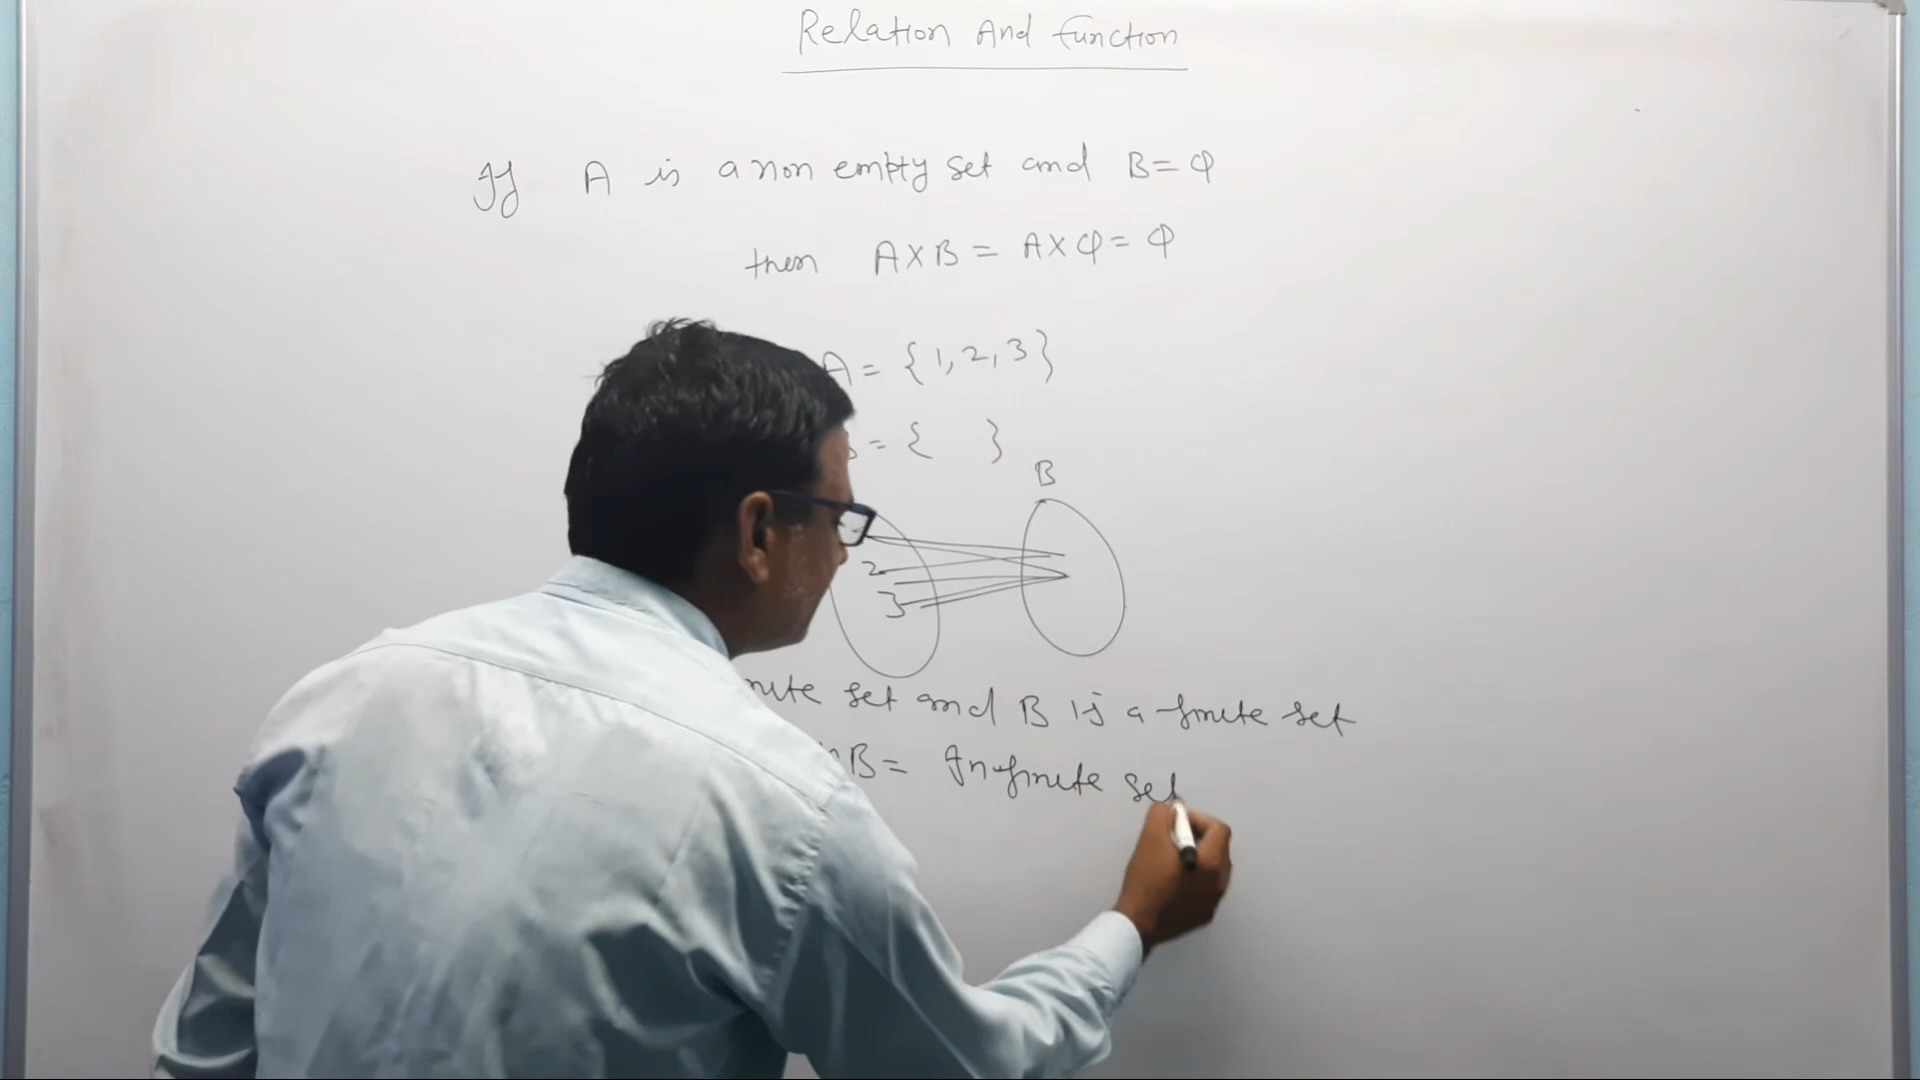 Relation And function
If A is a non empty set and B = φ
then A X B = A X φ = φ
A = {1, 2, 3}
= { }
B
2
3
set and B is a finite set
B = Infinite set